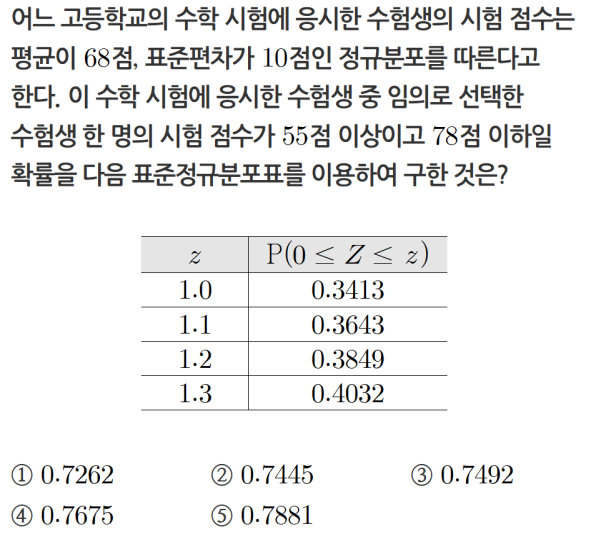 어느 고등학교의 수학 시험에 응시한 수험생의 시험 점수는
평균이 68점, 표준편차가 10점인 정규분포를 따른다고
한다. 이 수학 시험에 응시한 수험생 중 임의로 선택한
수험생 한 명의 시험 점수가 55점 이상이고 78점 이하일
확률을 다음 표준정규분포표를 이용하여 구한 것은?
z P(0 ≤ Z ≤ z)
1.0 0.3413
1.1 0.3643
1.2 0.3849
1.3 0.4032
① 0.7262 ② 0.7445 ③ 0.7492
④ 0.7675 ⑤ 0.7881